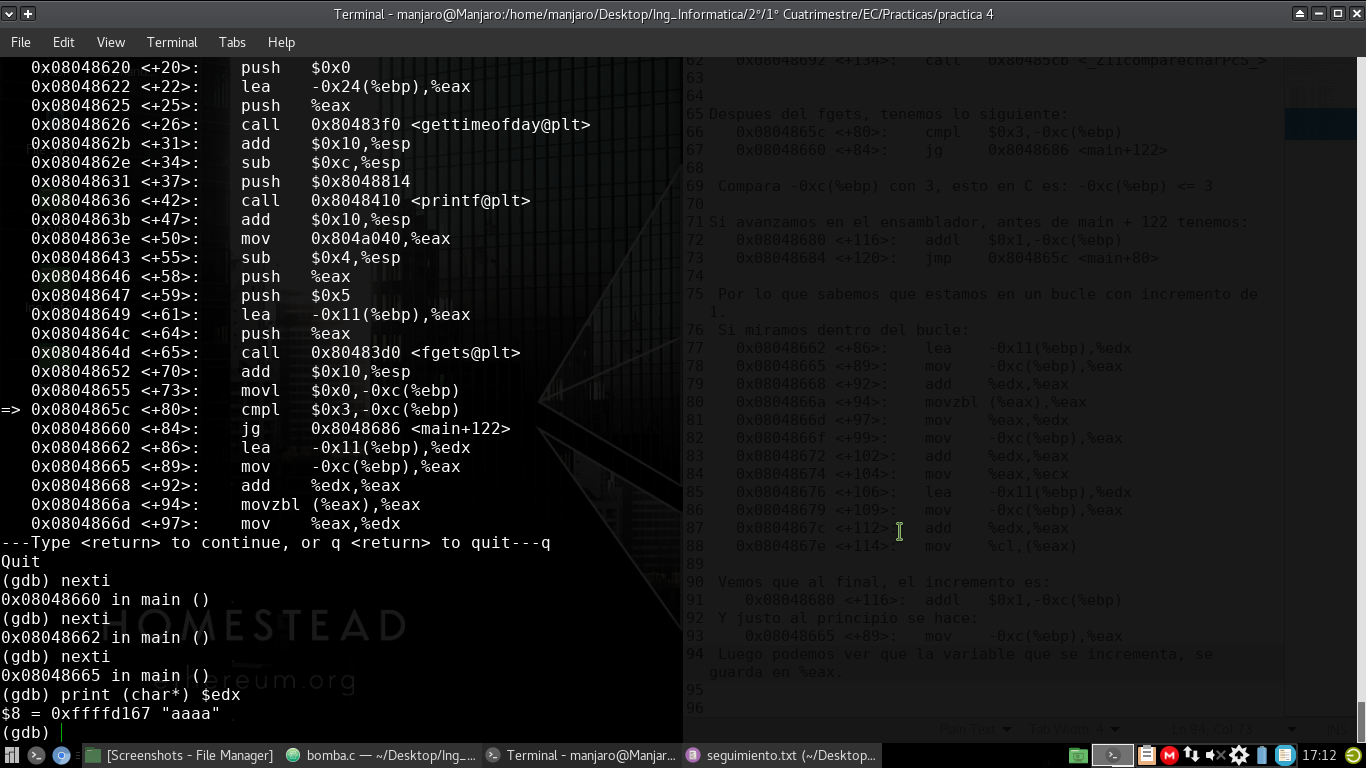 Terminal - manjaro@Manjaro:/home/manjaro/Desktop/Ing_Informatica/2°/1° Cuatrimestre/EC/Practicas/practica 4
File Edit View Terminal Tabs Help
0x08048620 <+20>: push $0x0
0x08048622 <+22>: lea -0x24(%ebp),%eax
0x08048625 <+25>: push %eax
0x08048626 <+26>: call 0x80483f0 <gettimeofday@plt>
0x0804862b <+31>: add $0x10,%esp
0x0804862e <+34>: sub $0xc,%esp
0x08048631 <+37>: push $0x8048814
0x08048636 <+42>: call 0x8048410 <printf@plt>
0x0804863b <+47>: add $0x10,%esp
0x0804863e <+50>: mov 0x804a040,%eax
0x08048643 <+55>: sub $0x4,%esp
0x08048646 <+58>: push %eax
0x08048647 <+59>: push $0x5
0x08048649 <+61>: lea -0x11(%ebp),%eax
0x0804864c <+64>: push %eax
0x0804864d <+65>: call 0x80483d0 <fgets@plt>
0x08048652 <+70>: add $0x10,%esp
0x08048655 <+73>: movl $0x0,-0xc(%ebp)
=> 0x0804865c <+80>: cmpl $0x3,-0xc(%ebp)
0x08048660 <+84>: jg 0x8048686 <main+122>
0x08048662 <+86>: lea -0x11(%ebp),%edx
0x08048665 <+89>: mov -0xc(%ebp),%eax
0x08048668 <+92>: add %edx,%eax
0x0804866a <+94>: movzbl (%eax),%eax
0x0804866d <+97>: mov %eax,%edx
---Type <return> to continue, or q <return> to quit---q
Quit
(gdb) nexti
0x08048660 in main ()
(gdb) nexti
0x08048662 in main ()
(gdb) nexti
0x08048665 in main ()
(gdb) print (char*) $edx
$8 = 0xffffd167 "aaaa"
(gdb)
HOMESTEAD
ethereum.org
62 0x08048692 <+134>: call 0x80485cb <_Z11comparecharPcS_>
63
64
65 Despues del fgets, tenemos lo siguiente:
66 0x0804865c <+80>: cmpl $0x3,-0xc(%ebp)
67 0x08048660 <+84>: jg 0x8048686 <main+122>
68
69 Compara -0xc(%ebp) con 3, esto en C es: -0xc(%ebp) <= 3
70
71 Si avanzamos en el ensamblador, antes de main + 122 tenemos:
72 0x08048680 <+116>: addl $0x1,-0xc(%ebp)
73 0x08048684 <+120>: jmp 0x804865c <main+80>
74
75 Por lo que sabemos que estamos en un bucle con incremento de
1.
76 Si miramos dentro del bucle:
77 0x08048662 <+86>: lea -0x11(%ebp),%edx
78 0x08048665 <+89>: mov -0xc(%ebp),%eax
79 0x08048668 <+92>: add %edx,%eax
80 0x0804866a <+94>: movzbl (%eax),%eax
81 0x0804866d <+97>: mov %eax,%edx
82 0x0804866f <+99>: mov -0xc(%ebp),%eax
83 0x08048672 <+102>: add %edx,%eax
84 0x08048674 <+104>: mov %eax,%ecx
85 0x08048676 <+106>: lea -0x11(%ebp),%edx
86 0x08048679 <+109>: mov -0xc(%ebp),%eax
87 0x0804867c <+112>: add %edx,%eax
88 0x0804867e <+114>: mov %cl,(%eax)
89
90 Vemos que al final, el incremento es:
91 0x08048680 <+116>: addl $0x1,-0xc(%ebp)
92 Y justo al principio se hace:
93 0x08048665 <+89>: mov -0xc(%ebp),%eax
94 Luego podemos ver que la variable que se incrementa, se
guarda en %eax.
95
96
Plain Text Tab Width: 4 Ln 94, Col 73 INS
[Screenshots - File Manager] bomba.c — ~/Desktop/Ing_... Terminal - manjaro@Manjar... seguimiento.txt (~/Desktop... 17:12